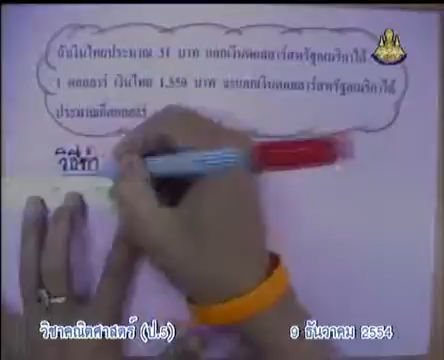 ถ้าเงินไทยประมาณ 31 บาท แลกเงินดอลลาร์สหรัฐอเมริกาได้
1 ดอลลาร์ เงินไทย 1,550 บาท จะแลกเงินดอลลาร์สหรัฐอเมริกาได้
ประมาณกี่ดอลลาร์
วิธีทำ
วิชาคณิตศาสตร์ (ป.5)
9 ธันวาคม 2554